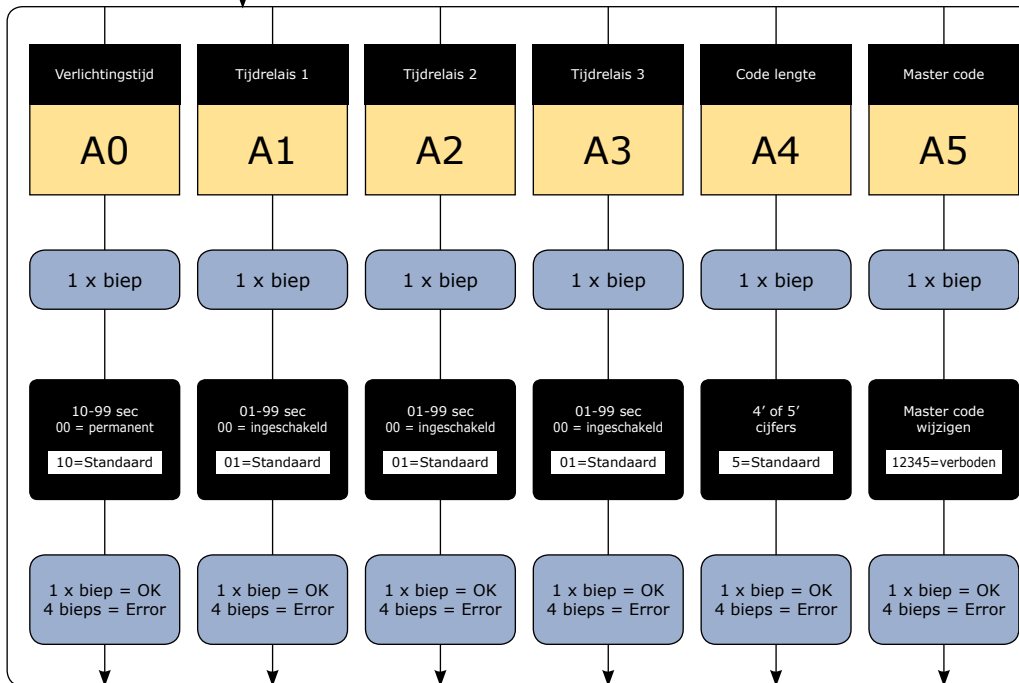 Verlichtingstijd
Tijdrelais 1
Tijdrelais 2
Tijdrelais 3
Code lengte
Master code
A0
A1
A2
A3
A4
A5
1 x biep
1 x biep
1 x biep
1 x biep
1 x biep
1 x biep
10-99 sec
00 = permanent
10=Standaard
01-99 sec
00 = ingeschakeld
01=Standaard
01-99 sec
00 = ingeschakeld
01=Standaard
01-99 sec
00 = ingeschakeld
01=Standaard
4’ of 5’
cijfers
5=Standaard
Master code
wijzigen
12345=verboden
1 x biep = OK
4 bieps = Error
1 x biep = OK
4 bieps = Error
1 x biep = OK
4 bieps = Error
1 x biep = OK
4 bieps = Error
1 x biep = OK
4 bieps = Error
1 x biep = OK
4 bieps = Error